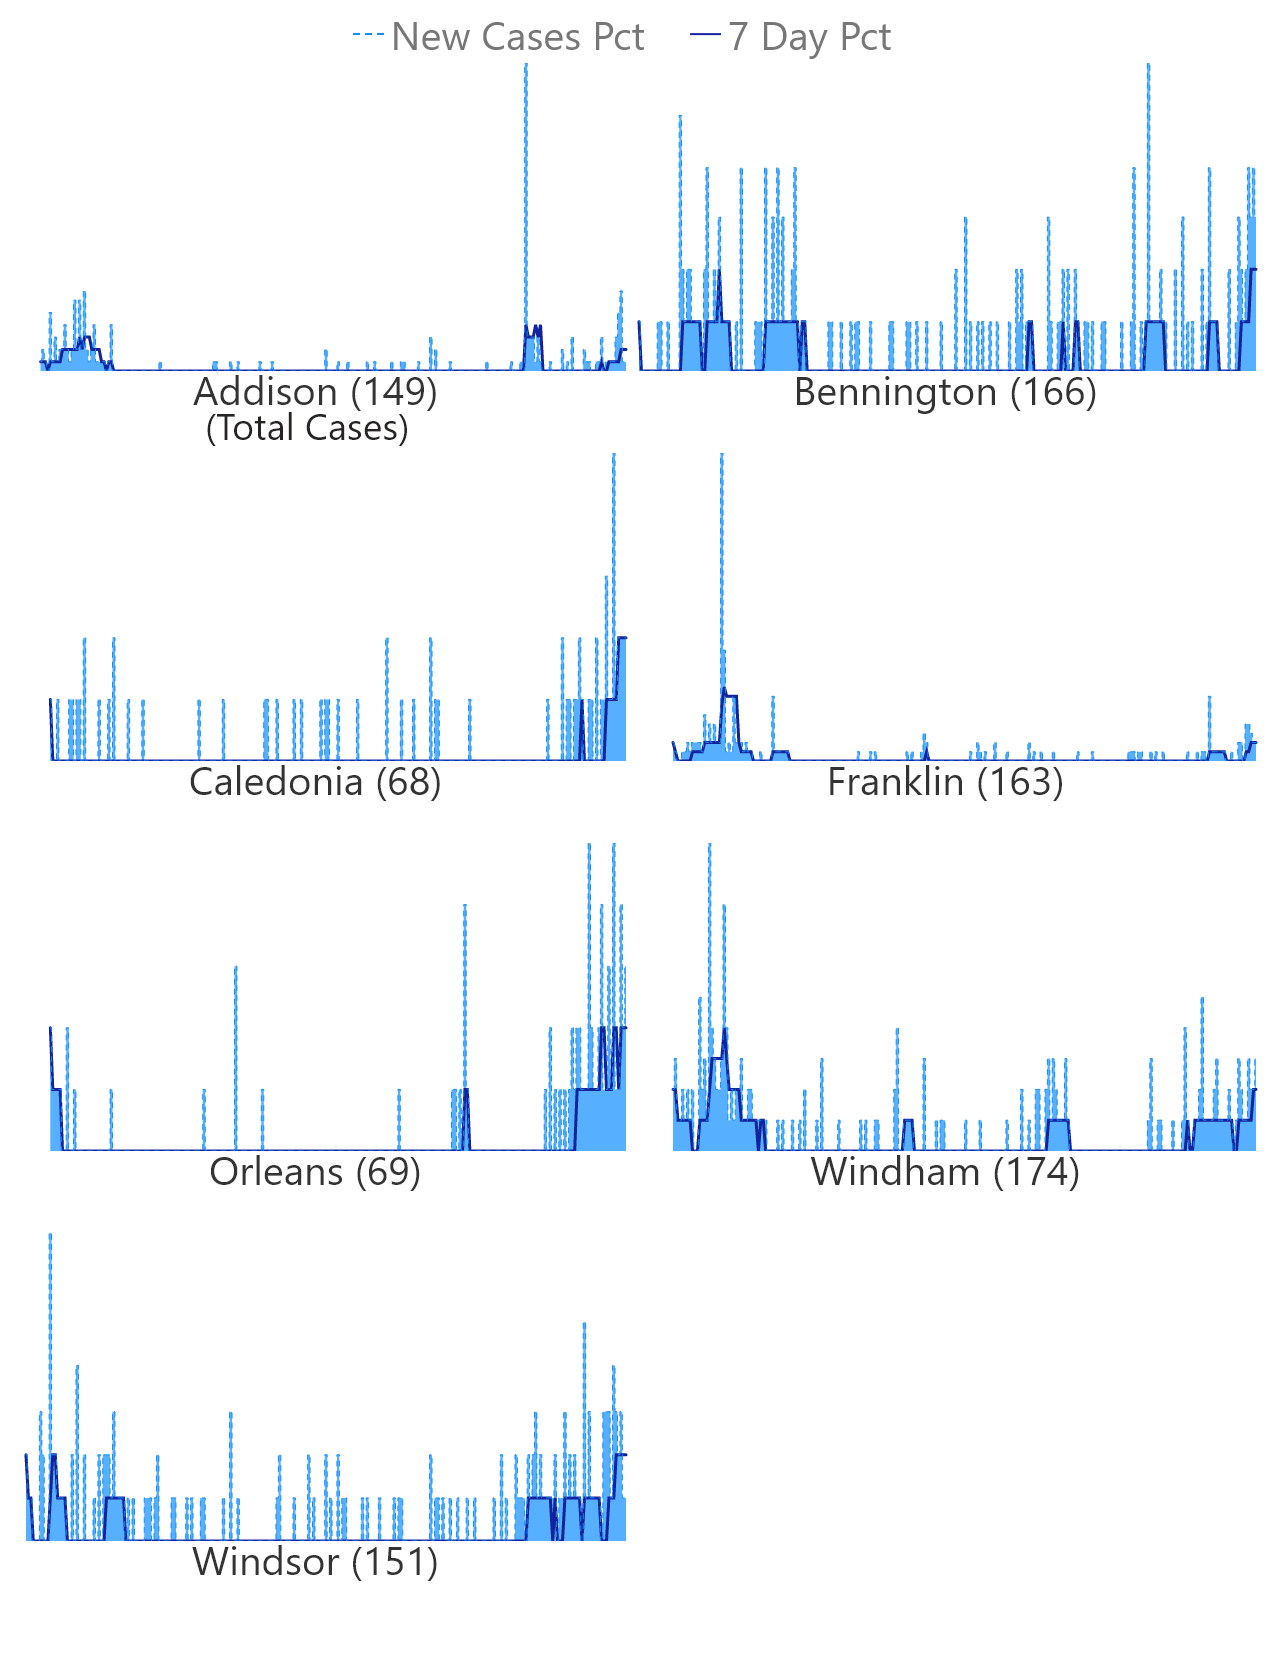 New Cases Pct 7 Day Pct
Addison (149) Bennington (166)
(Total Cases)
Caledonia (68) Franklin (163)
Orleans (69) Windham (174)
Windsor (151)